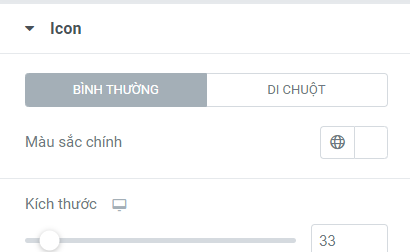 Icon
BÌNH THƯỜNG DI CHUỘT
Màu sắc chính
Kích thước
33